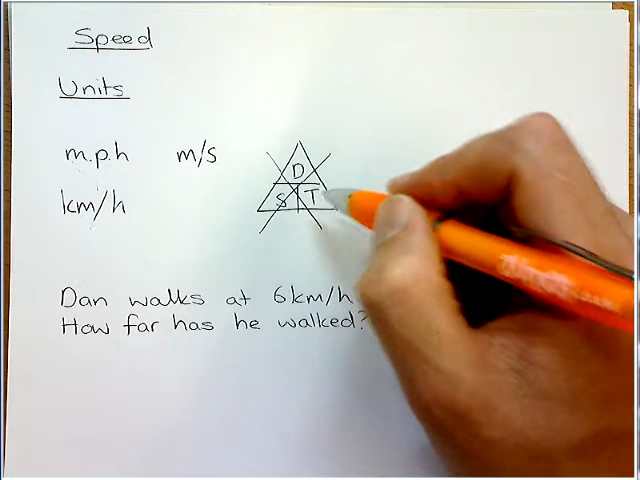 Speed
Units
m.p.h m/s
km/h
D
S T
Dan walks at 6km/h
How far has he walked?